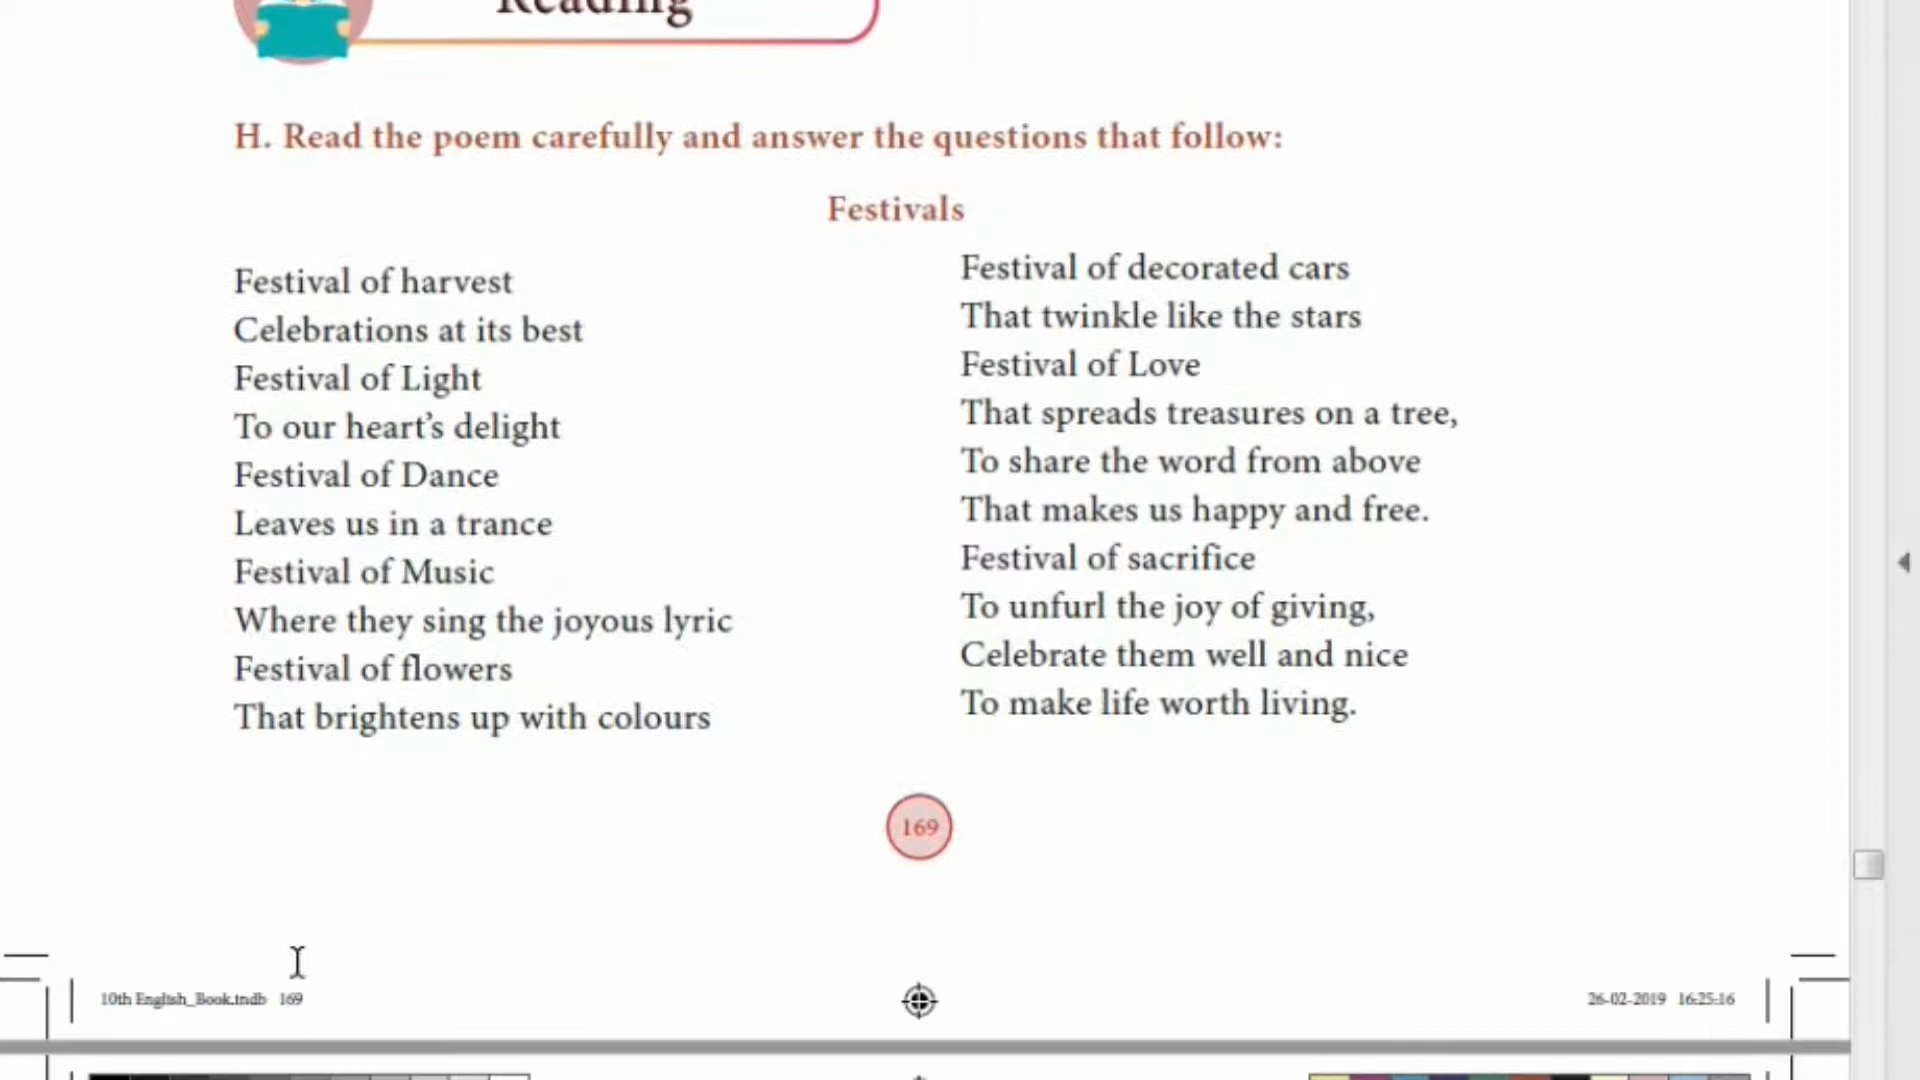 Reading
H. Read the poem carefully and answer the questions that follow:
Festivals
Festival of harvest
Celebrations at its best
Festival of Light
To our heart's delight
Festival of Dance
Leaves us in a trance
Festival of Music
Where they sing the joyous lyric
Festival of flowers
That brightens up with colours
Festival of decorated cars
That twinkle like the stars
Festival of Love
That spreads treasures on a tree,
To share the word from above
That makes us happy and free.
Festival of sacrifice
To unfurl the joy of giving,
Celebrate them well and nice
To make life worth living.
169
10th English_Book.indb 169
26-02-2019 16:25:16